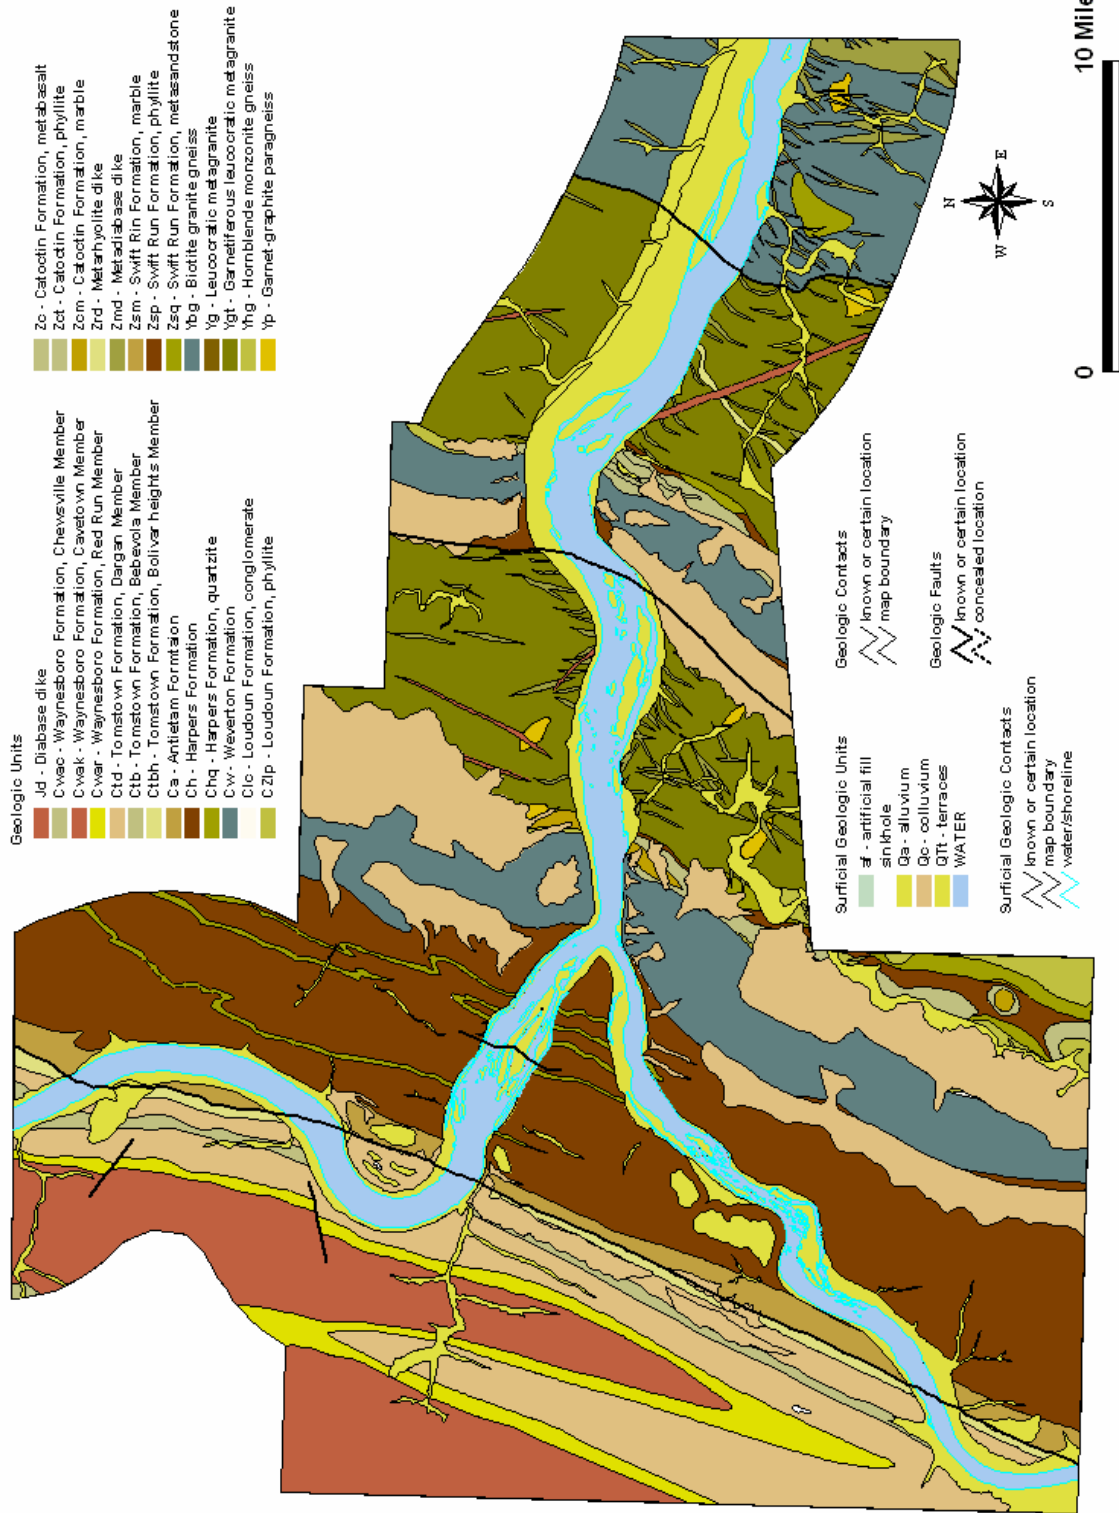 Geologic Units
Jd - Diabase dike
Cwac - Waynesboro Formation, Chewsville Member
Cwak - Waynesboro Formation, Cavetown Member
Cwar - Waynesboro Formation, Red Run Member
Ctd - Tomstown Formation, Dargan Member
Ctb - Tomstown Formation, Bebevola Member
Ctbh - Tomstown Formation, Bolivar heights Member
Ca - Antietam Formtaion
Ch - Harpers Formation
Chq - Harpers Formation, quartzite
Cw - Weverton Formation
Clc - Loudoun Formation, conglomerate
CZlp - Loudoun Formation, phyllite
Zc - Catoctin Formation, metabasalt
Zct - Catoctin Formation, phyllite
Zcm - Catoctin Formation, marble
Zrd - Metarhyolite dike
Zmd - Metadiabase dike
Zsm - Swift Rin Formation, marble
Zsp - Swift Run Formation, phyllite
Zsq - Swift Run Formation, metasandstone
Ybg - Biotite granite gneiss
Yg - Leucocratic metagranite
Ygt - Garnetiferous leucocratic metagranite
Yhg - Hornblende monzonite gneiss
Yp - Garnet-graphite paragneiss
Surficial Geologic Units
af - artificial fill
sinkhole
Qa - alluvium
Qc - colluvium
QTt - terraces
WATER
Surficial Geologic Contacts
known or certain location
map boundary
water/shoreline
Geologic Contacts
known or certain location
map boundary
Geologic Faults
known or certain location
concealed location
N
W
E
S
0
10 Mile